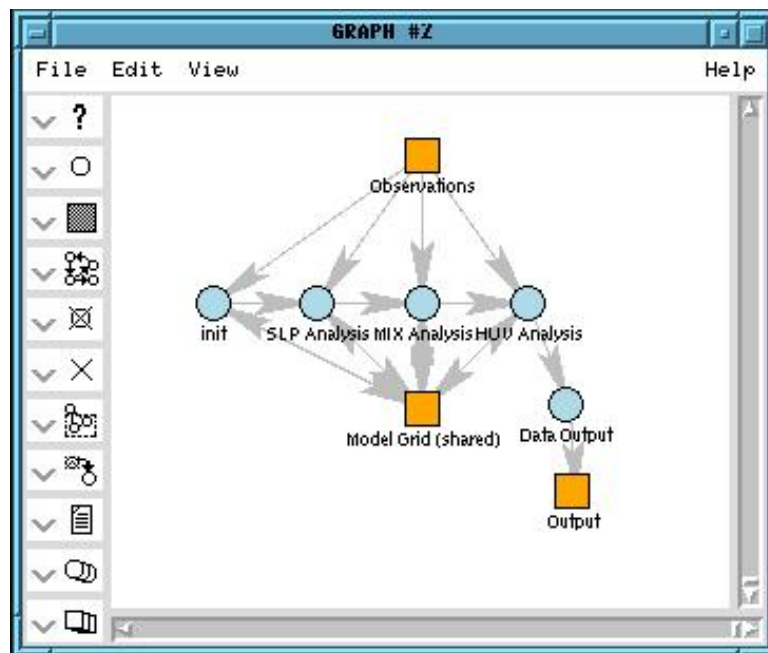 GRAPH #2
File Edit View Help
?
Observations
init SLP Analysis MIX Analysis HUV Analysis
Model Grid (shared) Data Output
Output